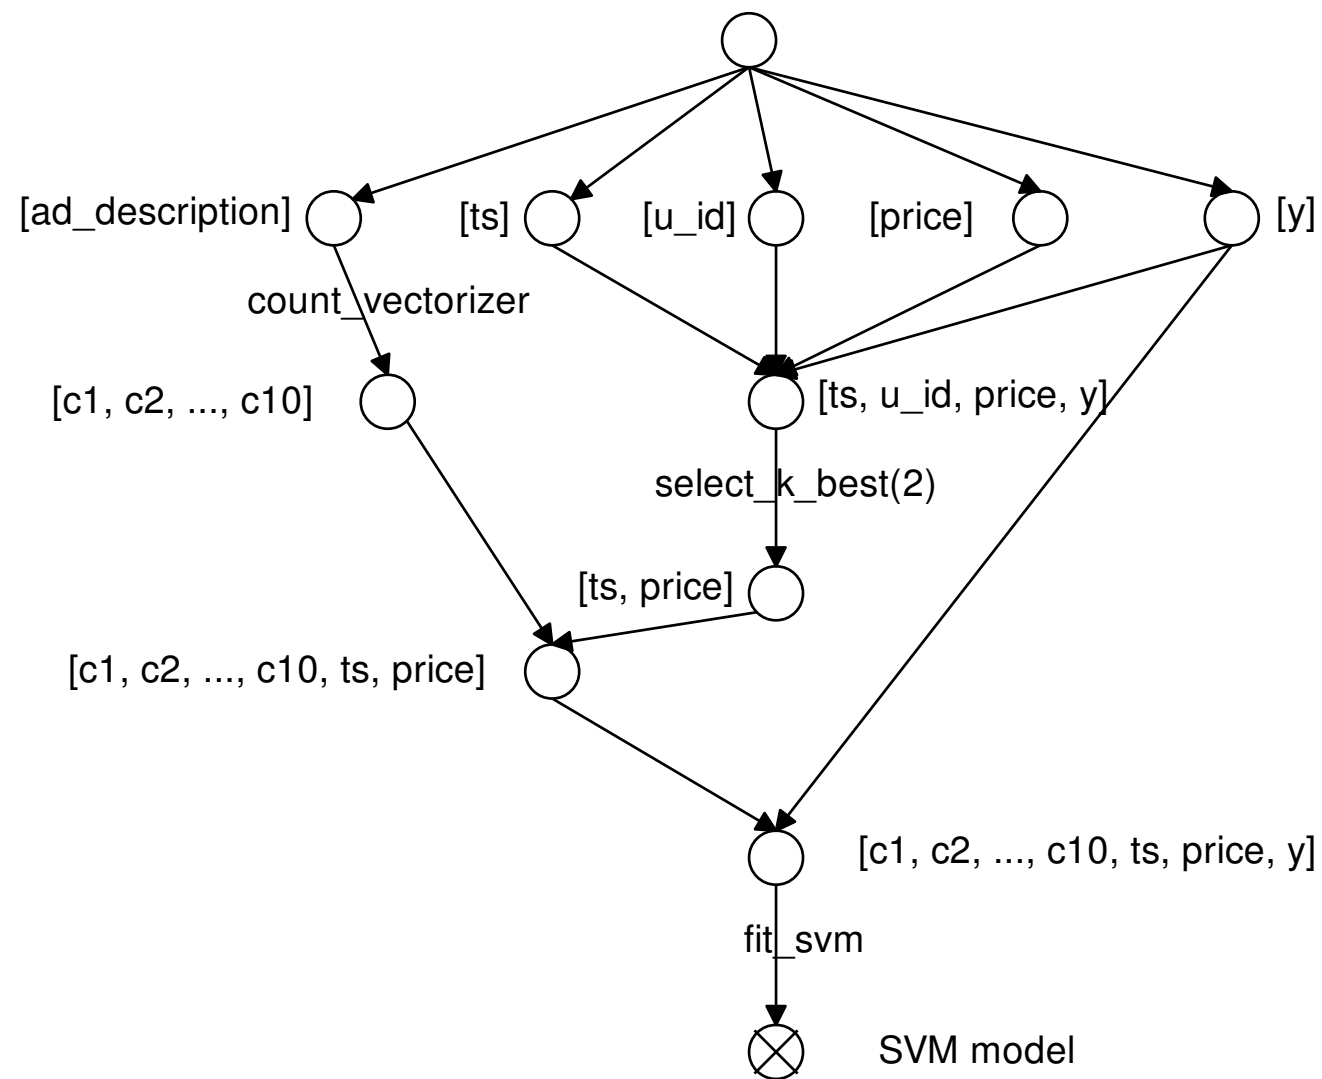 [ad_description]
[ts]
[u_id]
[price]
[y]
count_vectorizer
[c1, c2, ..., c10]
[ts, u_id, price, y]
select_k_best(2)
[ts, price]
[c1, c2, ..., c10, ts, price]
[c1, c2, ..., c10, ts, price, y]
fit_svm
SVM model